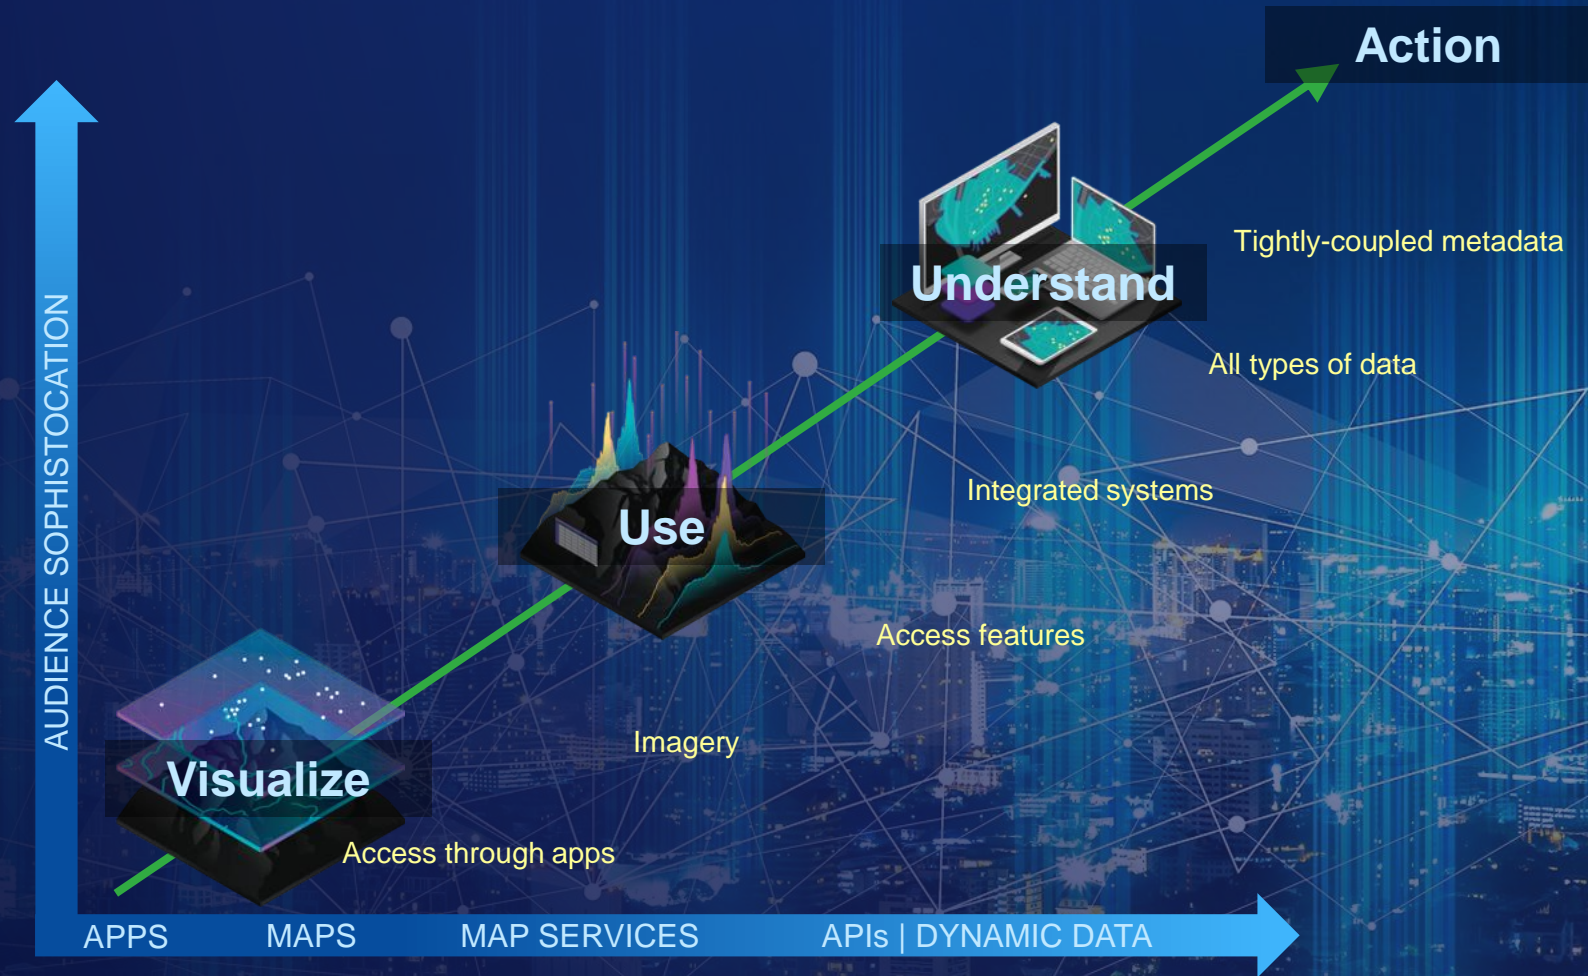 Action
Tightly-coupled metadata
Understand
All types of data
AUDIENCE SOPHISTOCATION
Integrated systems
Use
Access features
Imagery
Visualize
Access through apps
APPS
MAPS
MAP SERVICES
APIs | DYNAMIC DATA